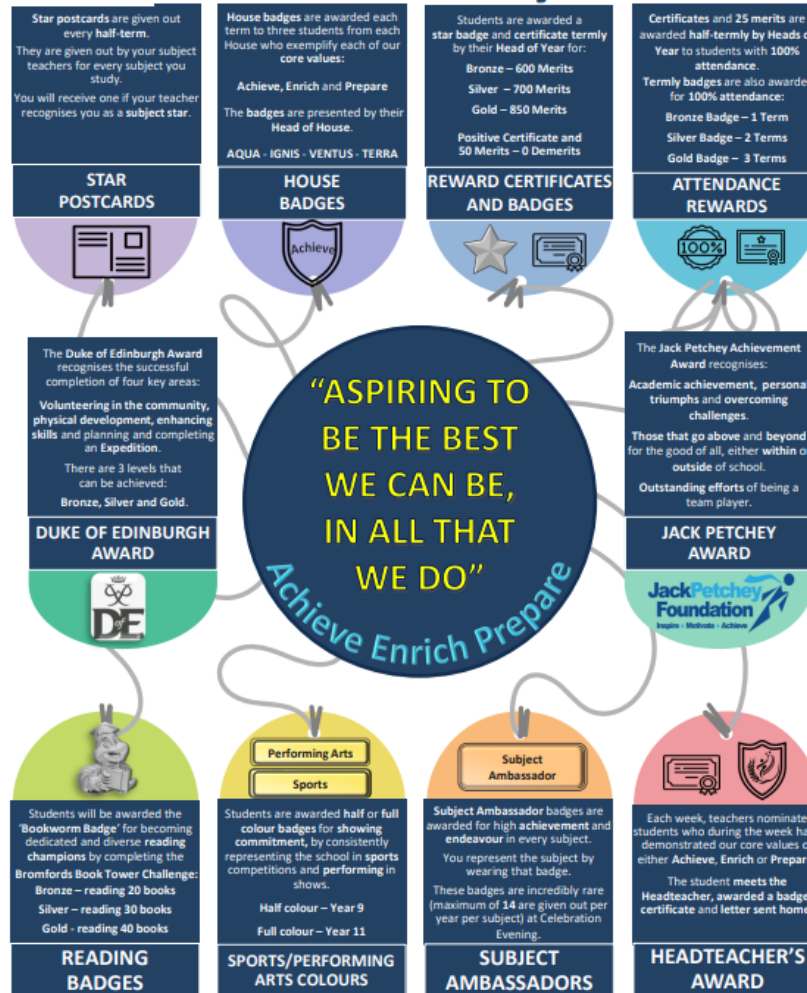 Star postcards are given out
every half-term.
They are given out by your subject
teachers for every subject you
study.
You will receive one if your teacher
recognises you as a subject star.
STAR
POSTCARDS
House badges are awarded each
term to three students from each
House who exemplify each of our
core values:
Achieve, Enrich and Prepare
The badges are presented by their
Head of House.
AQUA - IGNIS - VENTUS - TERRA
HOUSE
BADGES
Achieve
Students are awarded a
star badge and certificate termly
by their Head of Year for:
Bronze – 600 Merits
Silver – 700 Merits
Gold – 850 Merits
Positive Certificate and
50 Merits – 0 Demerits
REWARD CERTIFICATES
AND BADGES
Certificates and 25 merits are
awarded half-termly by Heads
Year to students with 100%
attendance.
Termly badges are also
for 100% attendance:
Bronze Badge – 1 Term
Silver Badge – 2 Terms
Gold Badge – 3 Terms
ATTENDANCE
REWARDS
100%
The Duke of Edinburgh Award
recognises the successful
completion of four key areas:
Volunteering in the community,
physical development, enhancing
skills and planning and completing
an Expedition.
There are 3 levels that
can be achieved:
Bronze, Silver and Gold.
DUKE OF EDINBURGH
AWARD
DofE
"ASPIRING TO
BE THE BEST
WE CAN BE,
IN ALL THAT
WE DO"
Achieve Enrich Prepare
The Jack Petchey Achievement
Award recognises:
Academic achievement,
triumphs and overcoming
challenges.
Those that go above and beyond
for the good of all, either within
outside of school.
Outstanding efforts of being a
team player.
JACK PETCHEY
AWARD
JackPetchey
Foundation
Inspire • Motivate • Achieve
Students will be awarded the
'Bookworm Badge' for becoming
dedicated and diverse reading
champions by completing the
Bromfords Book Tower Challenge:
Bronze – reading 20 books
Silver – reading 30 books
Gold - reading 40 books
READING
BADGES
Performing Arts
Sports
Students are awarded half or full
colour badges for showing
commitment, by consistently
representing the school in sports
competitions and performing in
shows.
Half colour – Year 9
Full colour – Year 11
SPORTS/PERFORMING
ARTS COLOURS
Subject
Ambassador
Subject Ambassador badges are
awarded for high achievement and
endeavour in every subject.
You represent the subject by
wearing that badge.
These badges are incredibly rare
(maximum of 14 are given out per
year per subject) at Celebration
Evening.
SUBJECT
AMBASSADORS
Each week, teachers nominate
students who during the week
demonstrated our core values
either Achieve, Enrich or
The student meets the
Headteacher, awarded a badge
certificate and letter sent home
HEADTEACHER'S
AWARD